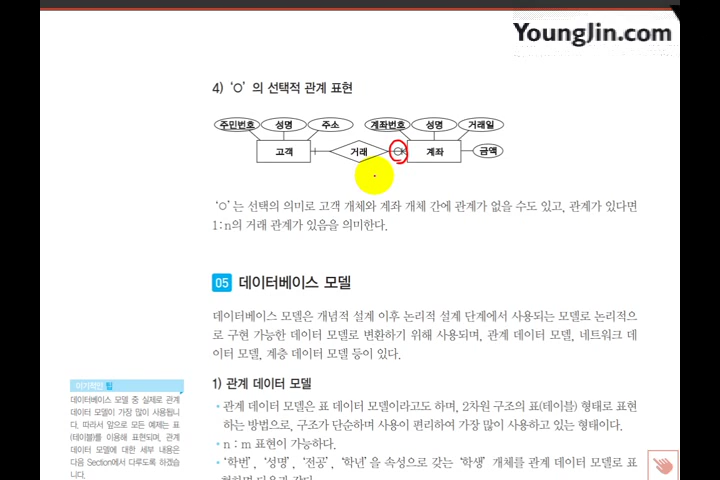 YoungJin.com
4) ‘○’ 의 선택적 관계 표현
주민번호 성명 주소 계좌번호 성명 거래일
고객 거래 계좌 금액
‘○’는 선택의 의미로 고객 개체와 계좌 개체 간에 관계가 없을 수도 있고, 관계가 있다면
1:n의 거래 관계가 있음을 의미한다.
05 데이터베이스 모델
데이터베이스 모델은 개념적 설계 이후 논리적 설계 단계에서 사용되는 모델로 논리적으
로 구현 가능한 데이터 모델로 변환하기 위해 사용되며, 관계 데이터 모델, 네트워크 데
이터 모델, 계층 데이터 모델 등이 있다.
이기적인 팁
데이터베이스 모델 중 실제로 관계
데이터 모델이 가장 많이 사용됩니
다. 따라서 앞으로 모든 예제는 표
(테이블)를 이용해 표현되며, 관계
데이터 모델에 대한 세부 내용은
다음 Section에서 다루도록 하겠습
니다.
1) 관계 데이터 모델
• 관계 데이터 모델은 표 데이터 모델이라고도 하며, 2차원 구조의 표(테이블) 형태로 표현
하는 방법으로, 구조가 단순하며 사용이 편리하여 가장 많이 사용하고 있는 형태이다.
• n : m 표현이 가능하다.
• ‘학번’, ‘성명’, ‘전공’, ‘학년’을 속성으로 갖는 ‘학생’ 개체를 관계 데이터 모델로 표